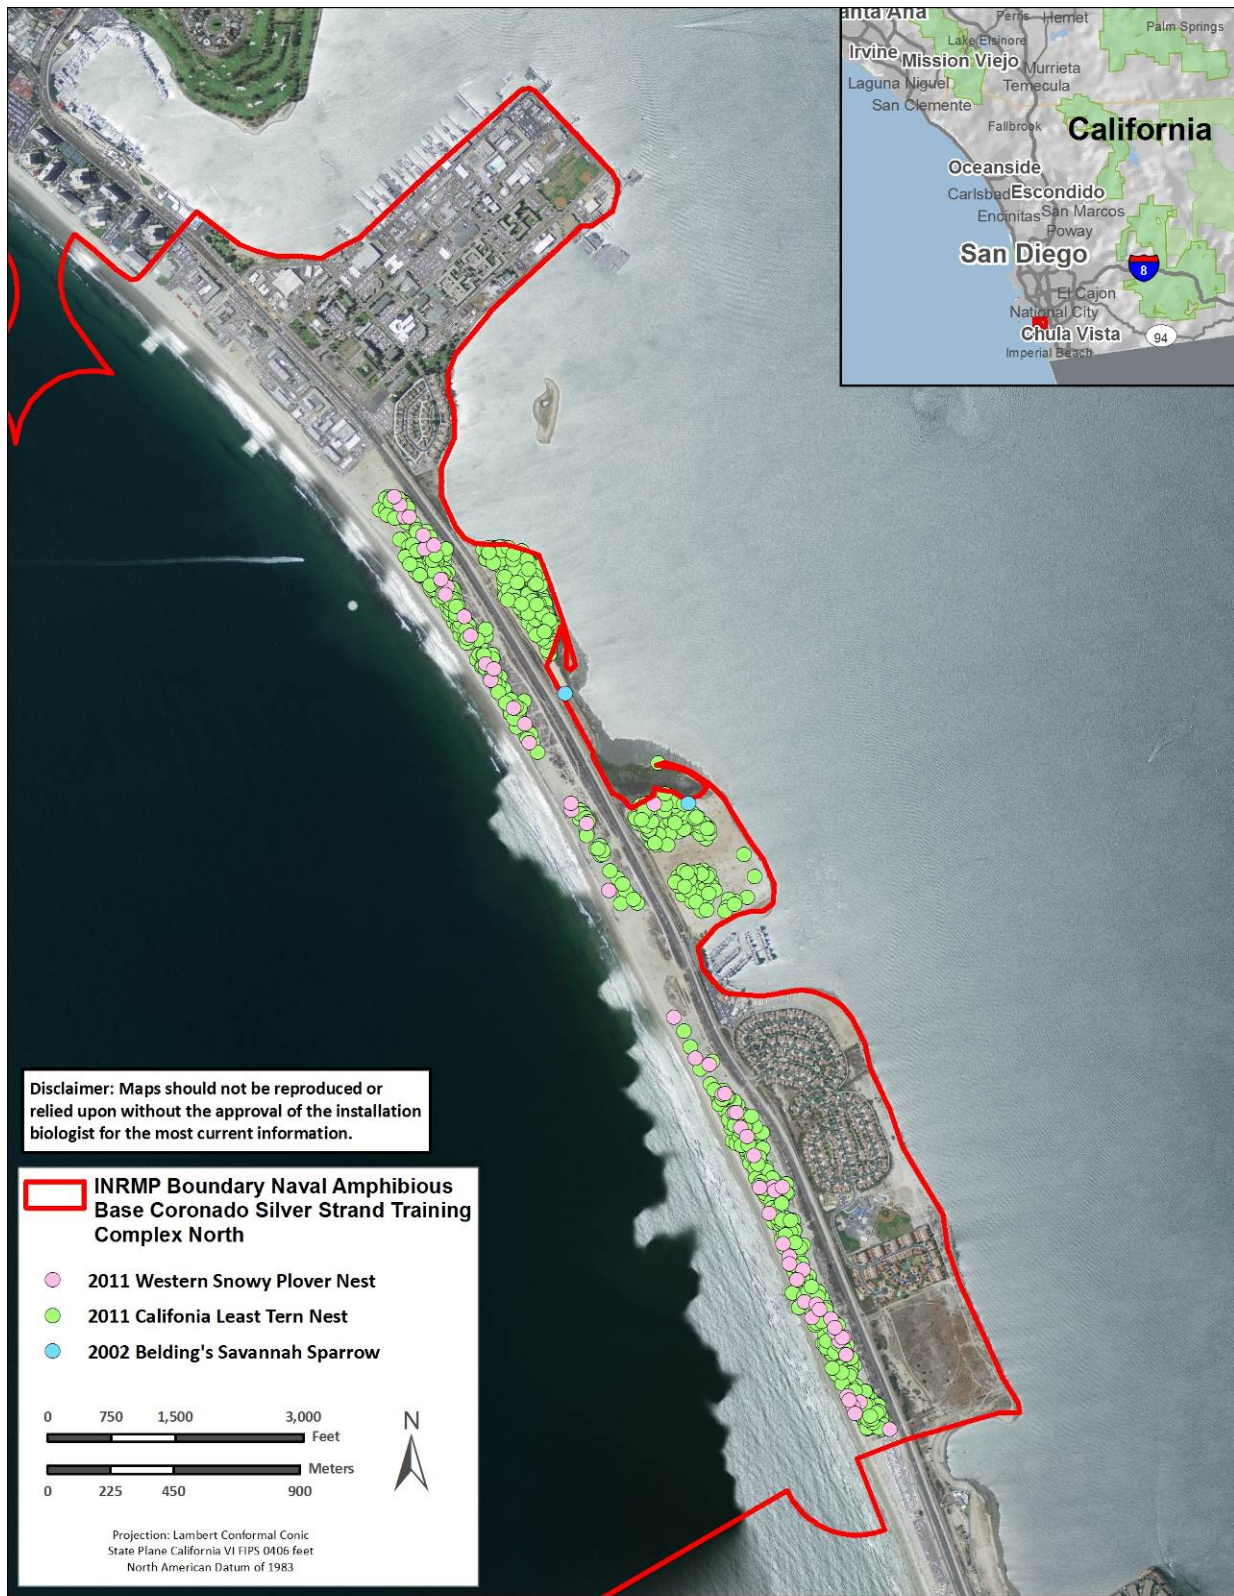 anta Ana
Perris
Hemet
Palm Springs
Lake Elsinore
Irvine
Mission Viejo
Murrieta
Laguna Niguel
Temecula
San Clemente
Fallbrook
California
Oceanside
Carlsbad
Escondido
Encinitas
San Marcos
Poway
San Diego
8
El Cajon
National City
Chula Vista
94
Imperial Beach
Disclaimer: Maps should not be reproduced or
relied upon without the approval of the installation
biologist for the most current information.
INRMP Boundary Naval Amphibious
Base Coronado Silver Strand Training
Complex North
2011 Western Snowy Plover Nest
2011 Califonia Least Tern Nest
2002 Belding's Savannah Sparrow
0 750 1,500 3,000
Feet
Meters
0 225 450 900
N
Projection: Lambert Conformal Conic
State Plane California VI FIPS 0406 feet
North American Datum of 1983